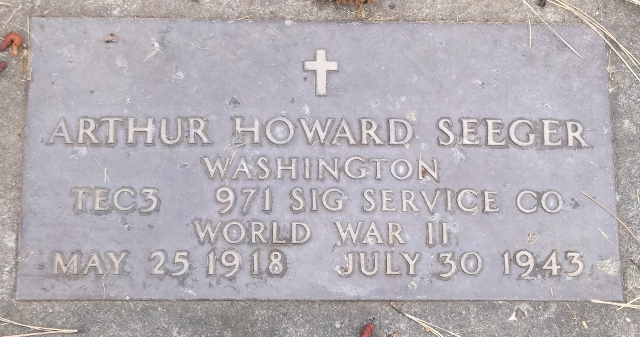 ARTHUR HOWARD SEEGER
WASHINGTON
TEC3 971 SIG SERVICE CO
WORLD WAR II
MAY 25 1918 JULY 30 1943